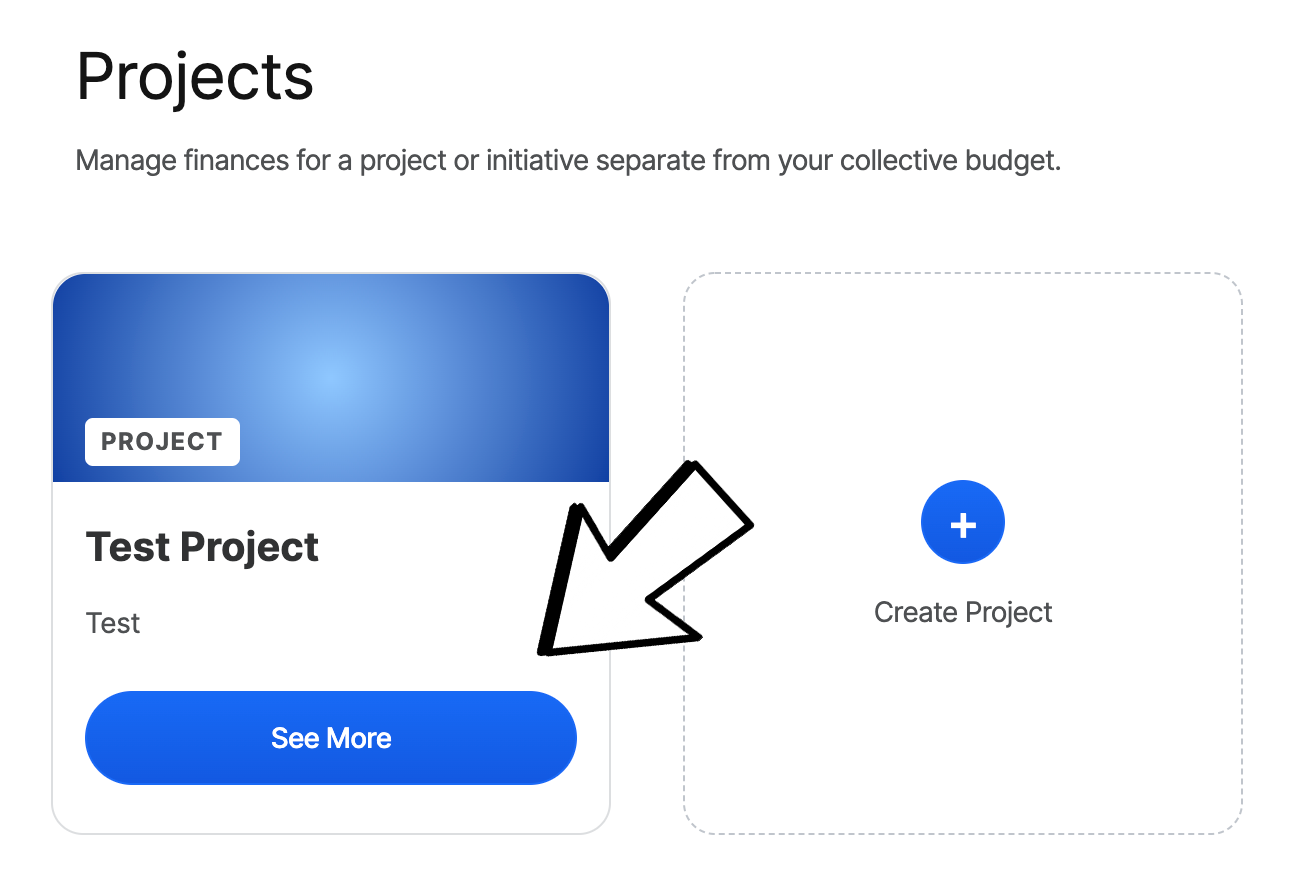 Projects
Manage finances for a project or initiative separate from your collective budget.
PROJECT
Test Project
Test
See More
+
Create Project